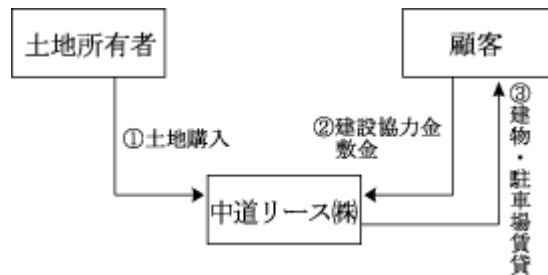 土地所有者
顧客
①土地購入
②建設協力金
敷金
③建物・駐車場賃貸
中道リース㈱